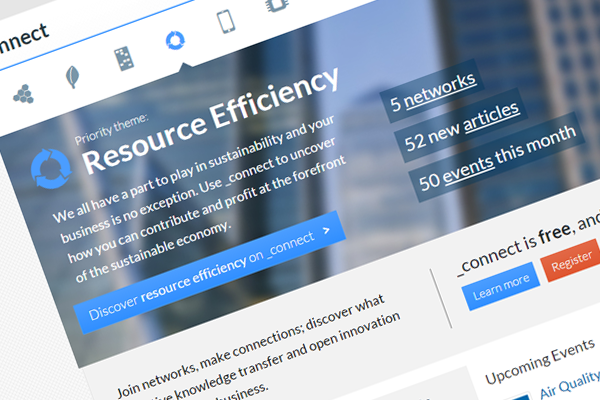 nnect
Priority theme:
Resource Efficiency
We all have a part to play in sustainability and your
business is no exception. Use _connect to uncover
how you can contribute and profit at the forefront
of the sustainable economy.
Discover resource efficiency on _connect >
5 networks
52 new articles
50 events this month
_connect is free, and
Learn more
Register
Join networks, make connections; discover what
ive knowledge transfer and open innovation
business.
Upcoming Events
Air Quality